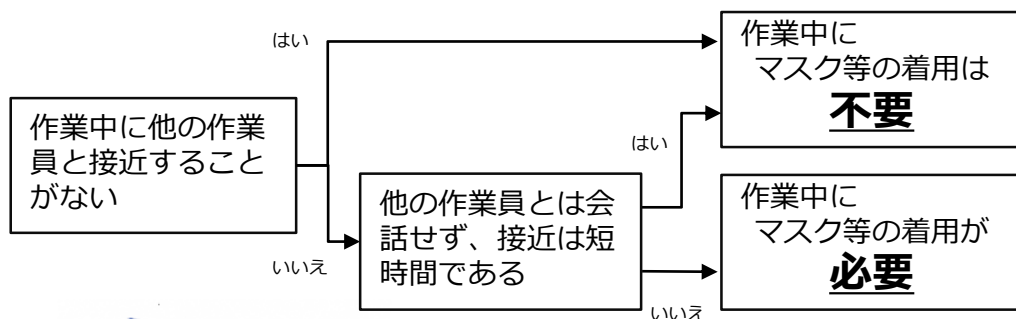 はい
作業中に
マスク等の着用は
不要
作業中に他の作業
員と接近すること
がない
はい
いいえ
他の作業員とは会
話せず、接近は短
時間である
作業中に
マスク等の着用が
必要
いいえ